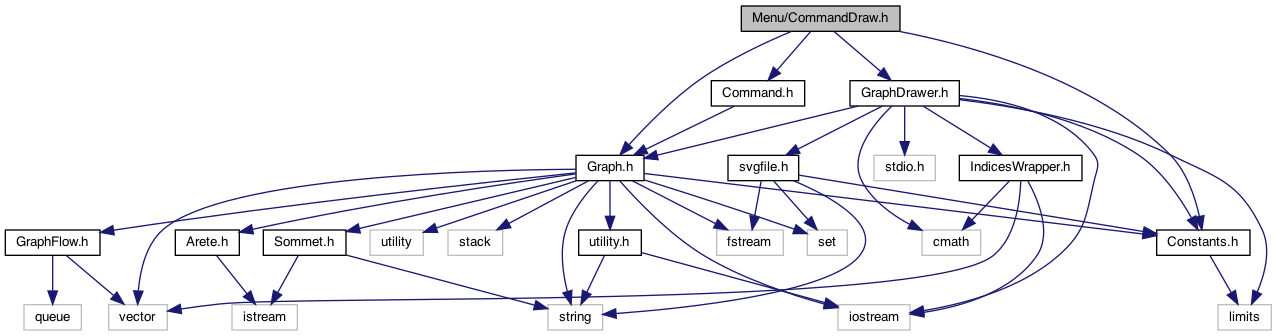 Menu/CommandDraw.h
Command.h
GraphDrawer.h
Graph.h
svgfile.h
stdio.h
IndicesWrapper.h
GraphFlow.h
Arete.h
Sommet.h
utility
stack
utility.h
fstream
set
cmath
Constants.h
queue
vector
istream
string
iostream
limits